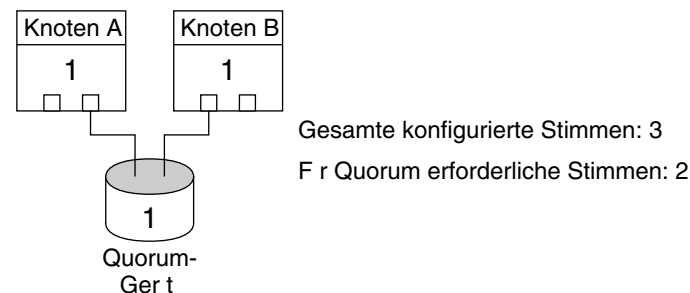 Knoten A
Knoten B
1
1
Gesamte konfigurierte Stimmen: 3
F r Quorum erforderliche Stimmen: 2
1
Quorum-
Ger t